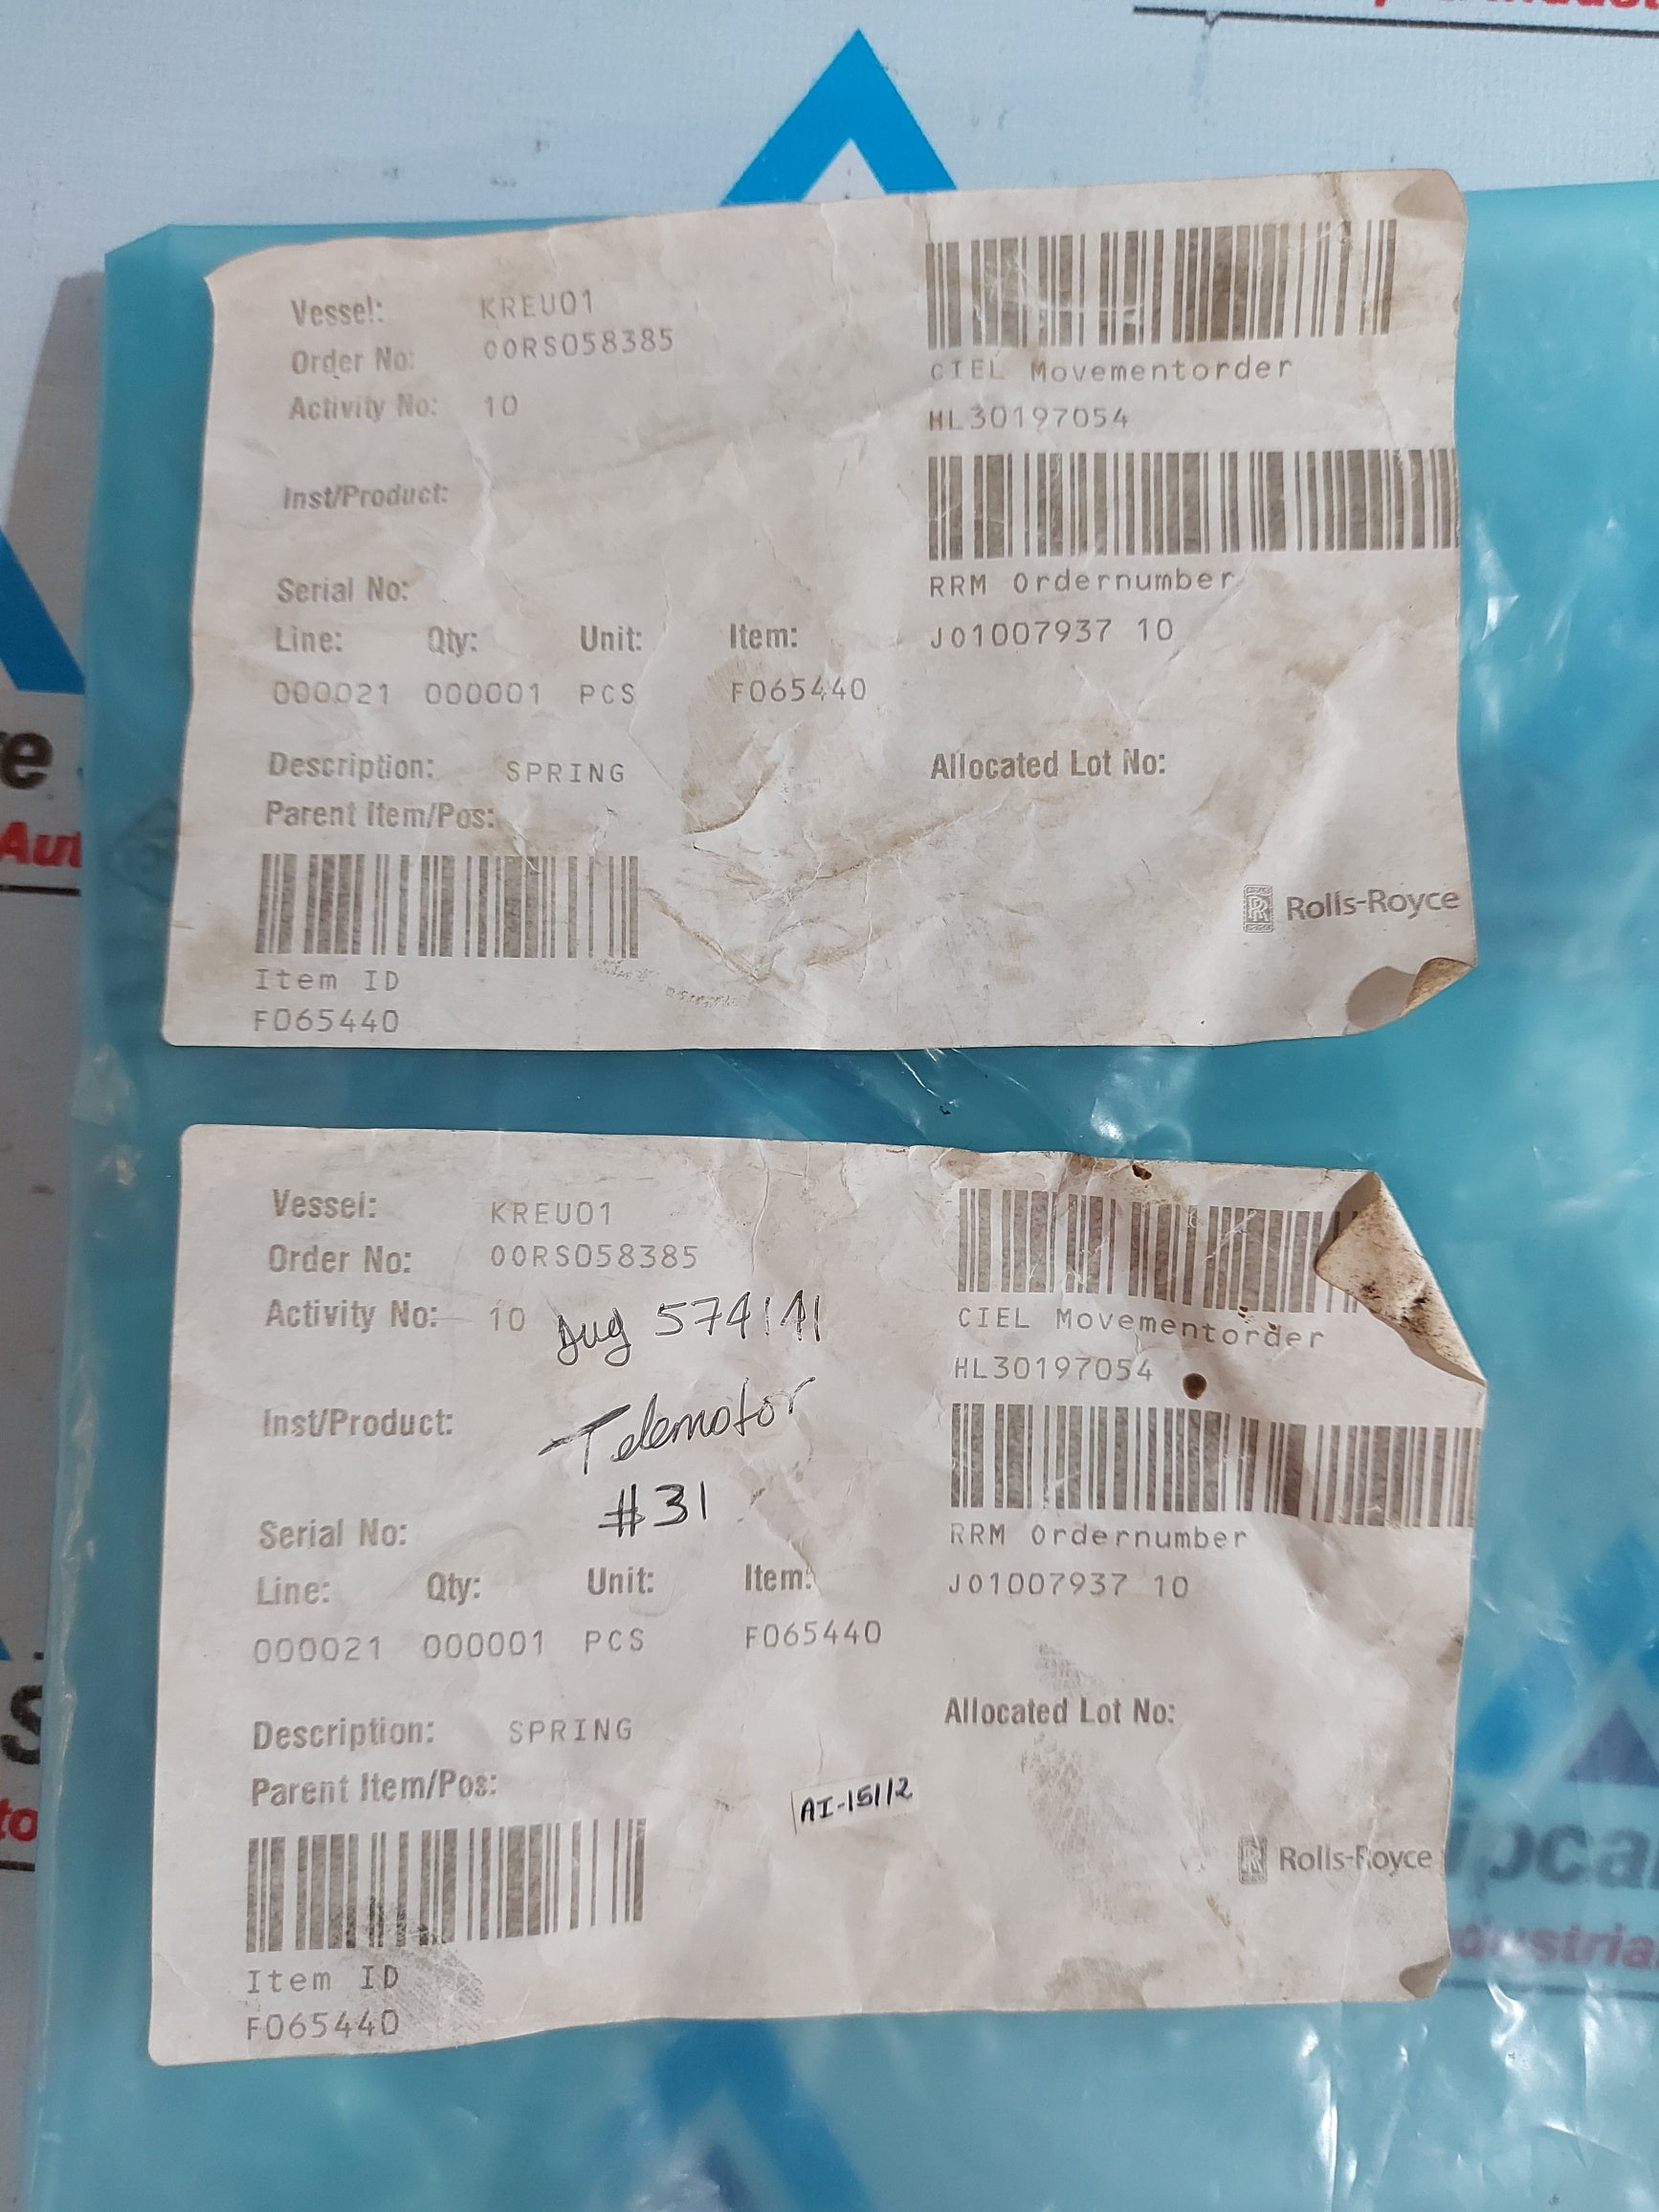 Vessel: KREU01
Order No: 00RS058385
Activity No: 10
Inst/Product:
Serial No:
Line: Qty: Unit: Item:
000021 000001 PCS F065440
Description: SPRING
Parent Item/Pos:
Item ID
F065440
CIEL Movementorder
HL30197054
RRM Ordernumber
J01007937 10
Allocated Lot No:
RR Rolls-Royce
Vessel: KREU01
Order No: 00RS058385
Activity No: 10
Telemotor
#31
Inst/Product:
Serial No:
Line: Qty: Unit: Item:
000021 000001 PCS F065440
Description: SPRING
Parent Item/Pos:
AI-15112
Item ID
F065440
CIEL Movementorder
HL30197054
RRM Ordernumber
J01007937 10
Allocated Lot No:
RR Rolls-Royce